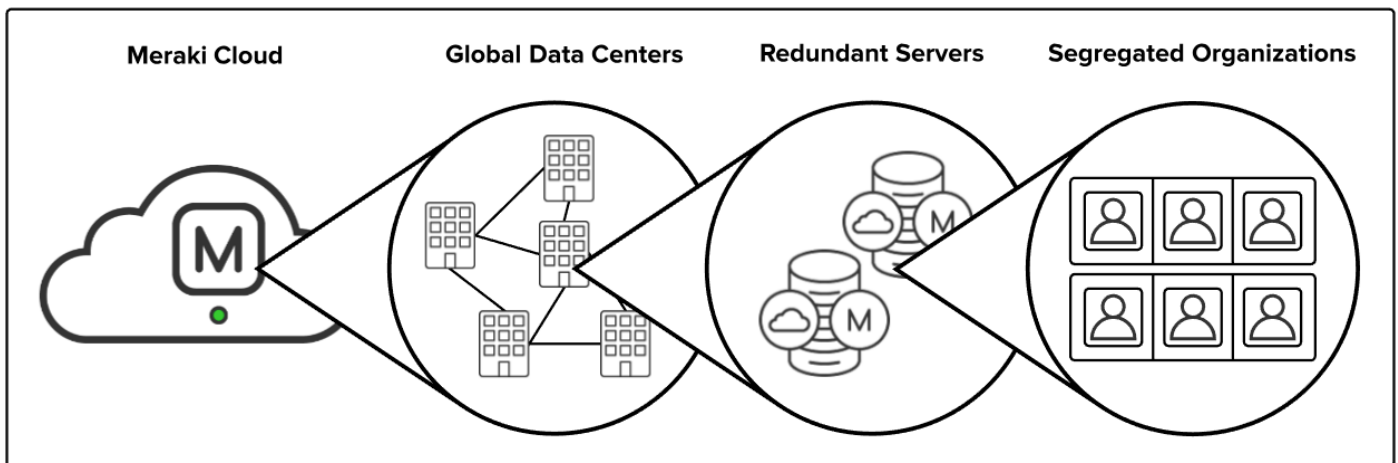 Meraki Cloud
Global Data Centers
Redundant Servers
Segregated Organizations
M
M
M